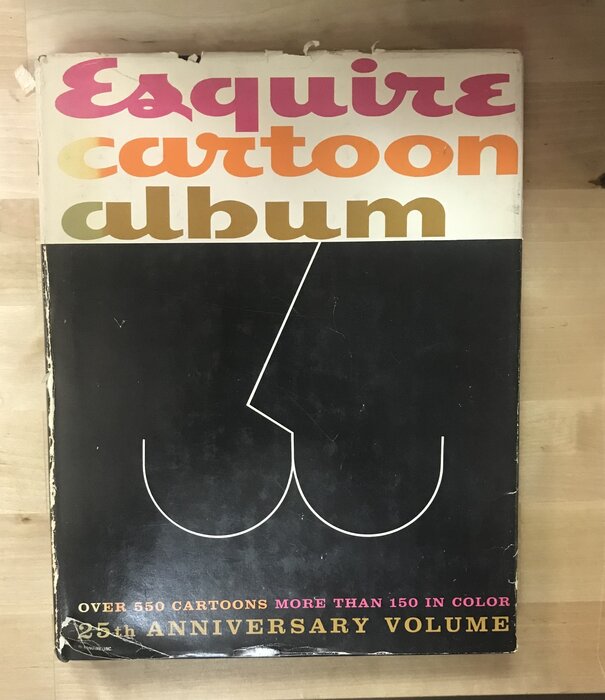 Esquire
cartoon
album
OVER 550 CARTOONS MORE THAN 150 IN COLOR
25th ANNIVERSARY VOLUME